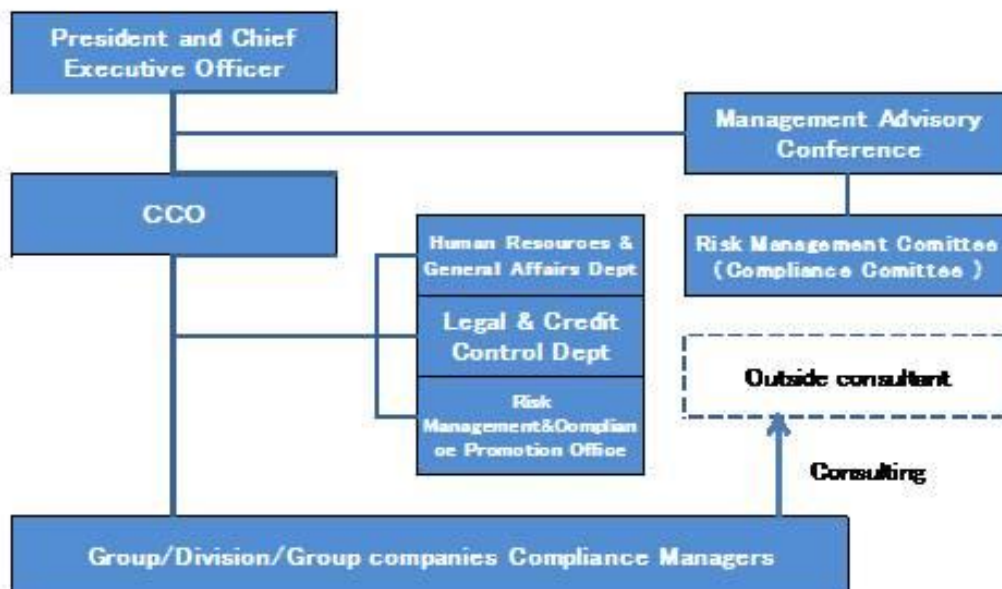 President and Chief
Executive Officer
Management Advisory
Conference
CCO
Human Resources &
General Affairs Dept
Risk Management Comittee
( Compliance Comittee )
Legal & Credit
Control Dept
Outside consultant
Risk
Management&Complian
ce Promotion Office
Consulting
Group/Division/Group companies Compliance Managers